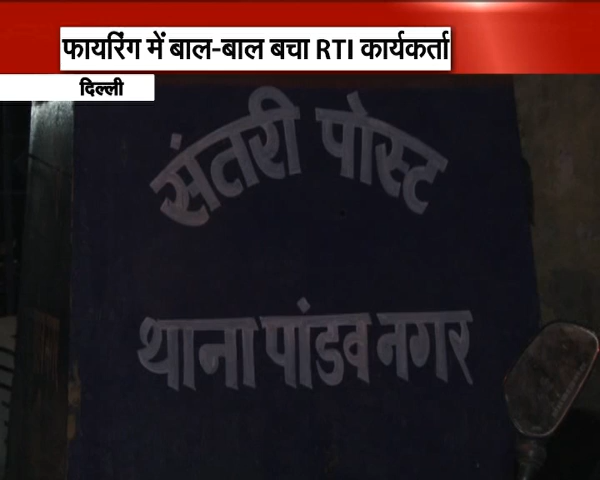 फायरिंग में बाल-बाल बचा RTI कार्यकर्ता
दिल्ली
संतरी पोस्ट
थाना पांडव नगर